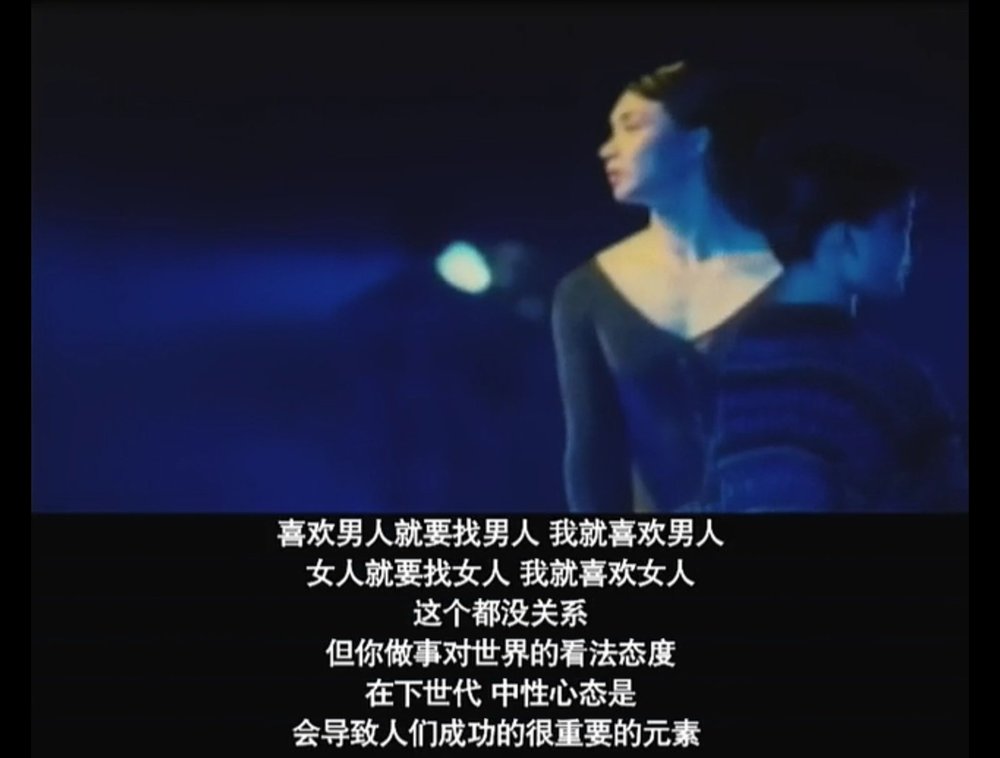 喜欢男人就要找男人 我就喜欢男人
女人就要找女人 我就喜欢女人
这个都没关系
但你做事对世界的看法态度
在下世代 中性心态是
会导致人们成功的很重要的元素